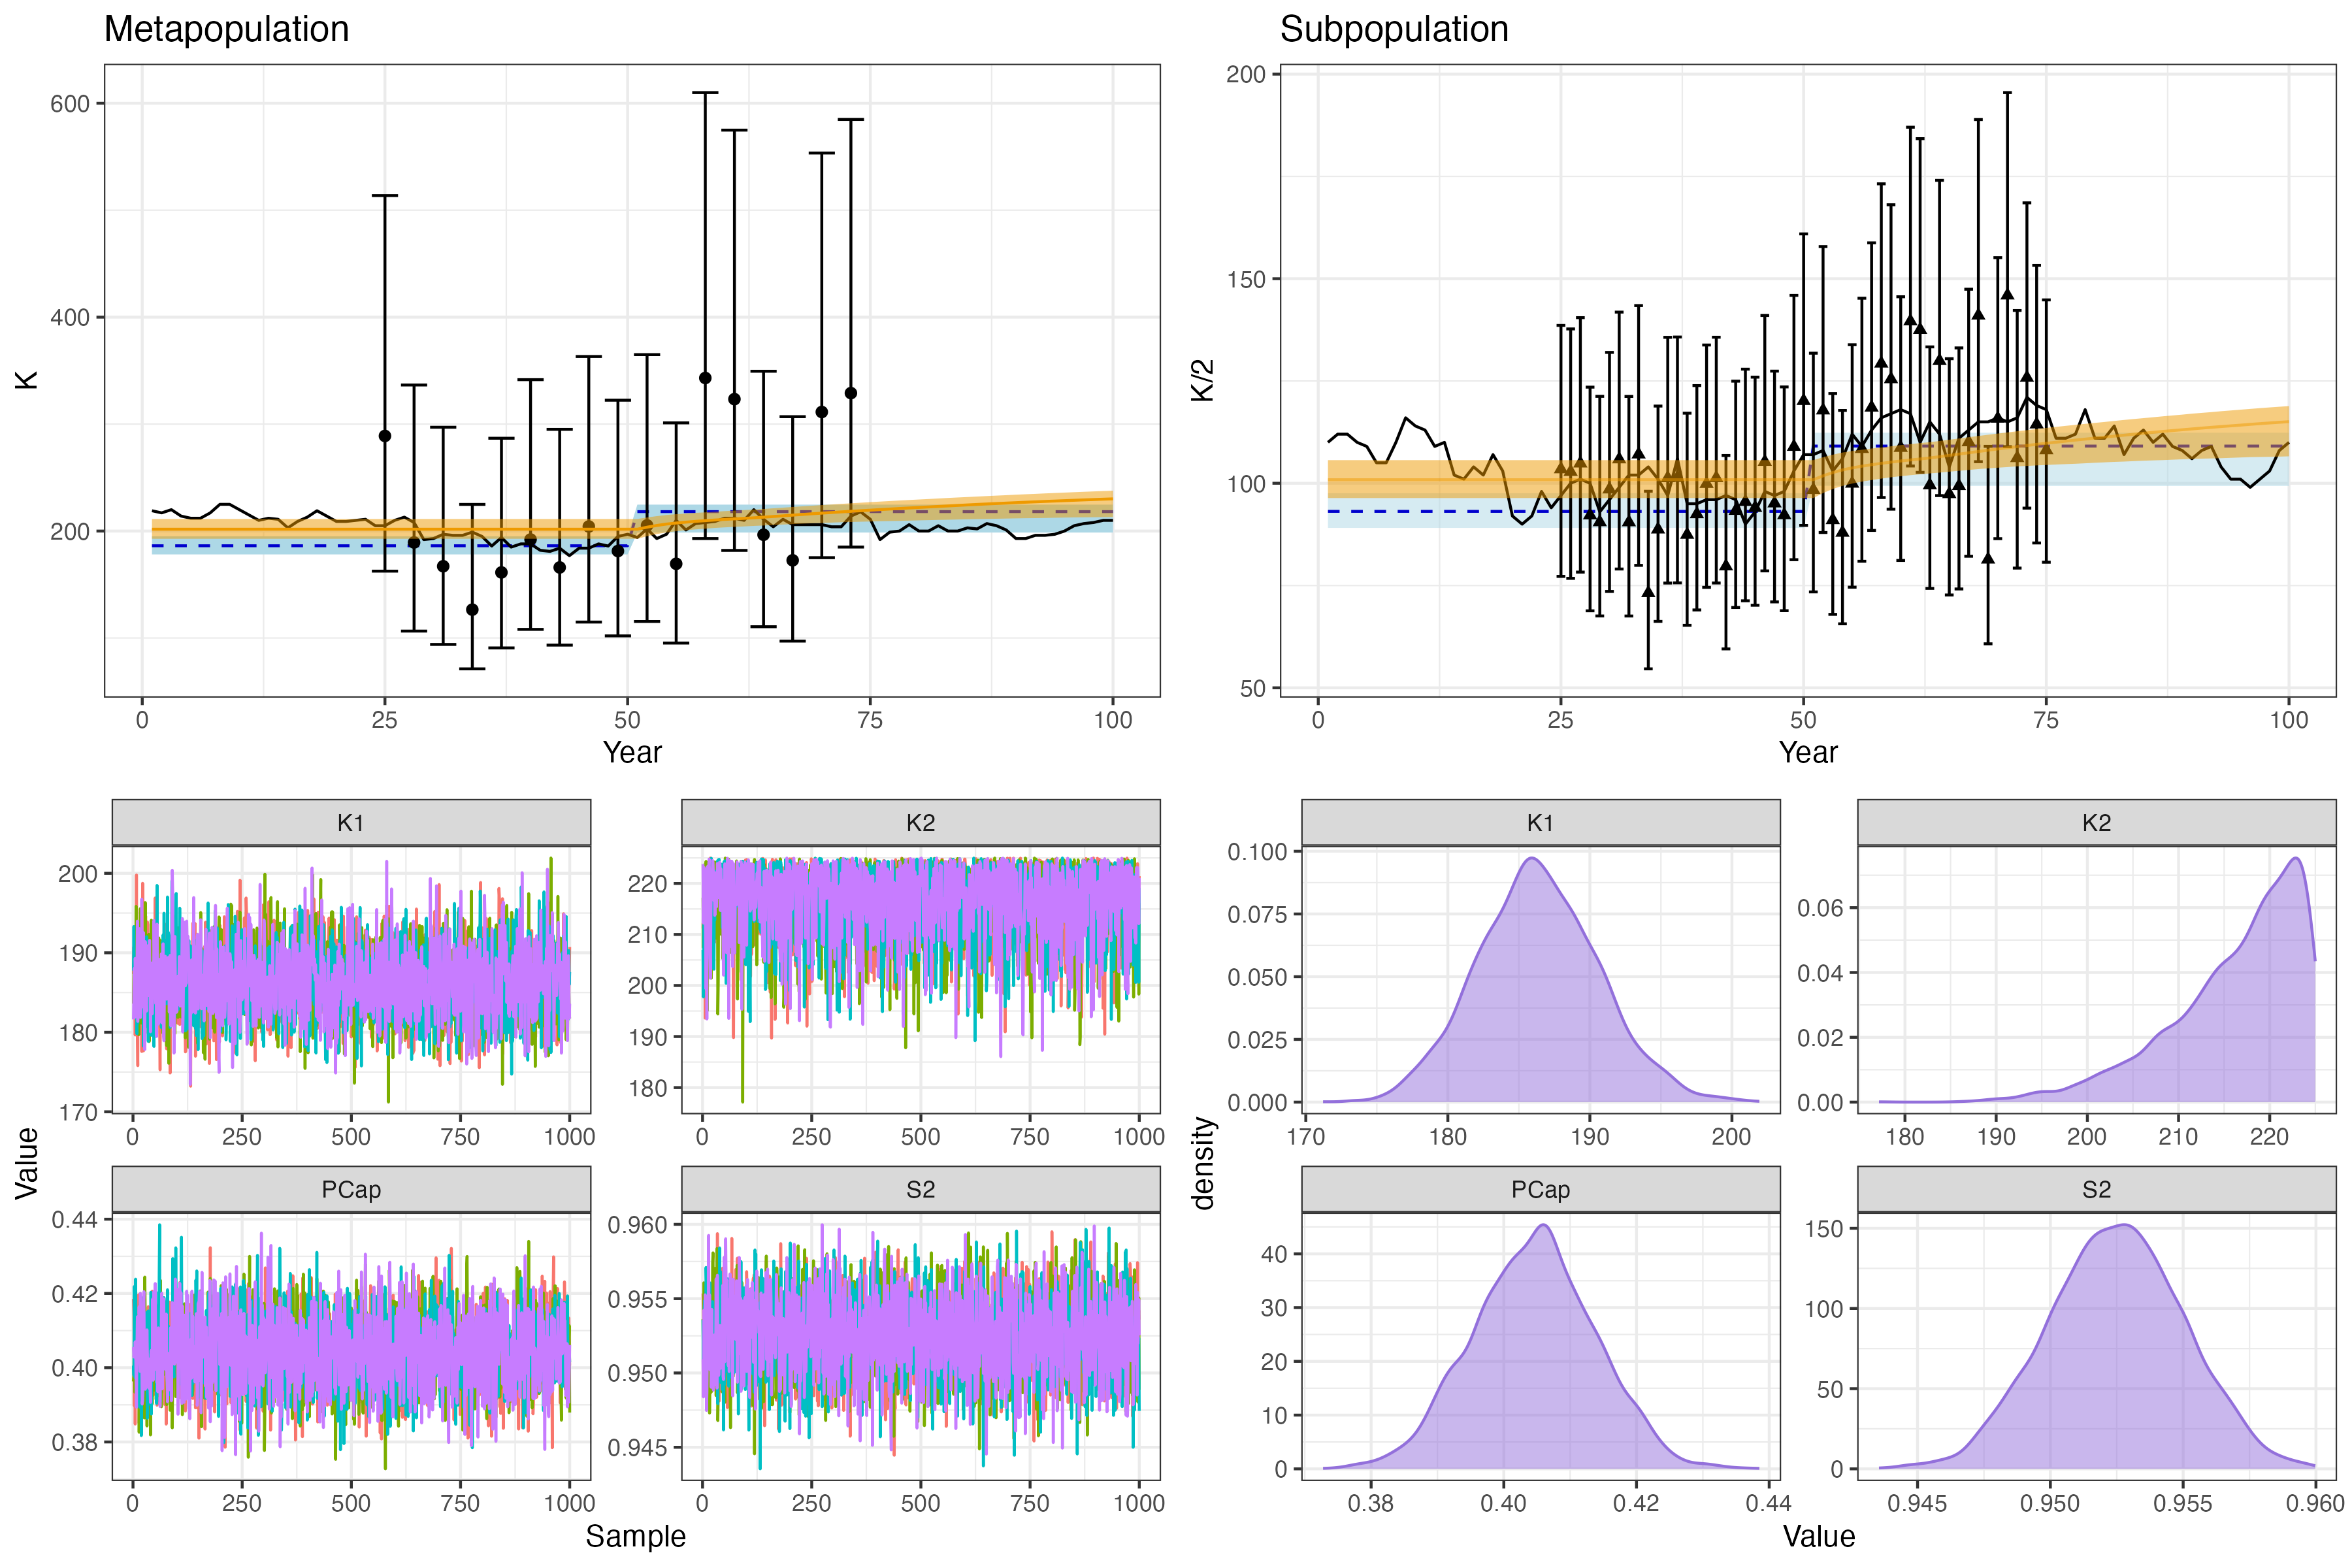 Metapopulation
K
600
400
200
0 25 50 75 100
Year
Subpopulation
K/2
200
150
100
50
0 25 50 75 100
Year
Value
K1
200
190
180
170
0 250 500 750 1000
K2
220
210
200
190
180
0 250 500 750 1000
PCap
0.44
0.42
0.40
0.38
0 250 500 750 1000
S2
0.960
0.955
0.950
0.945
0 250 500 750 1000
Sample
density
K1
0.100
0.075
0.050
0.025
0.000
170 180 190 200
K2
0.06
0.04
0.02
0.00
180 190 200 210 220
PCap
40
30
20
10
0
0.38 0.40 0.42 0.44
S2
150
100
50
0
0.945 0.950 0.955 0.960
Value